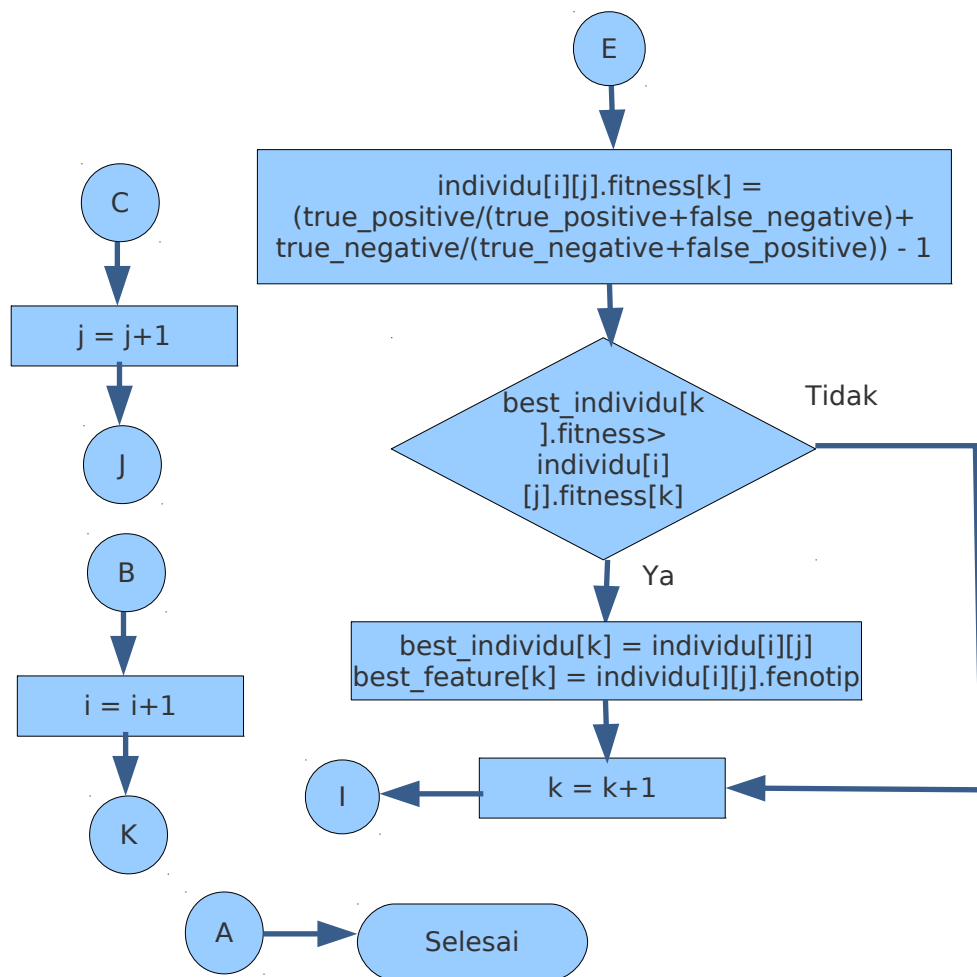 E
individu[i][j].fitness[k] =
(true_positive/(true_positive+false_negative)+
true_negative/(true_negative+false_positive)) - 1
best_individu[k
].fitness>
individu[i]
[j].fitness[k]
Tidak
Ya
best_individu[k] = individu[i][j]
best_feature[k] = individu[i][j].fenotip
k = k+1
I
C
j = j+1
J
B
i = i+1
K
A
Selesai